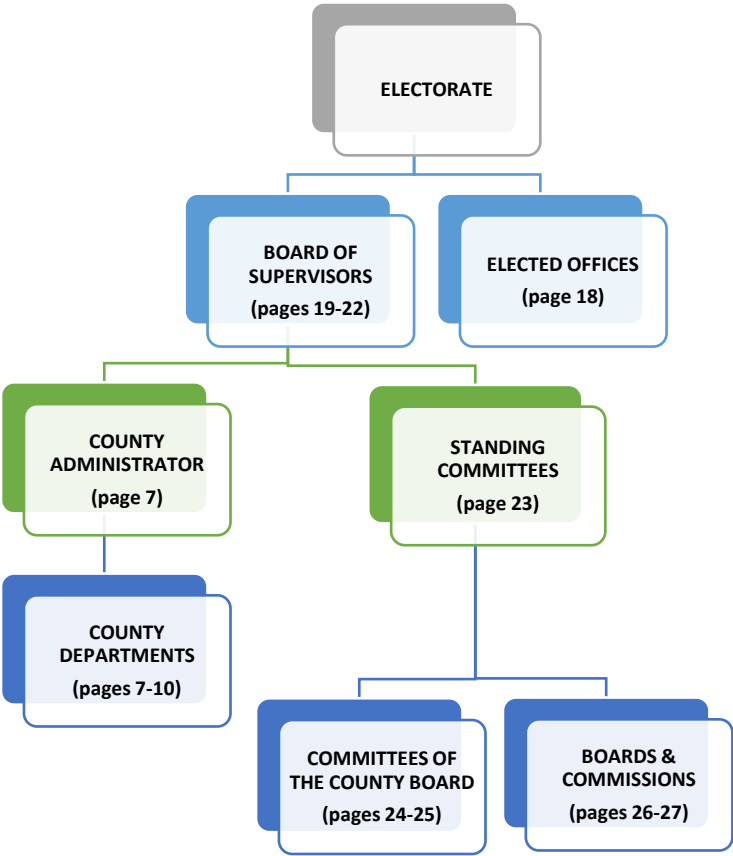 ELECTORATE
BOARD OF
SUPERVISORS
(pages 19-22)
ELECTED OFFICES
(page 18)
COUNTY
ADMINISTRATOR
(page 7)
STANDING
COMMITTEES
(page 23)
COUNTY
DEPARTMENTS
(pages 7-10)
COMMITTEES OF
THE COUNTY BOARD
(pages 24-25)
BOARDS &
COMMISSIONS
(pages 26-27)